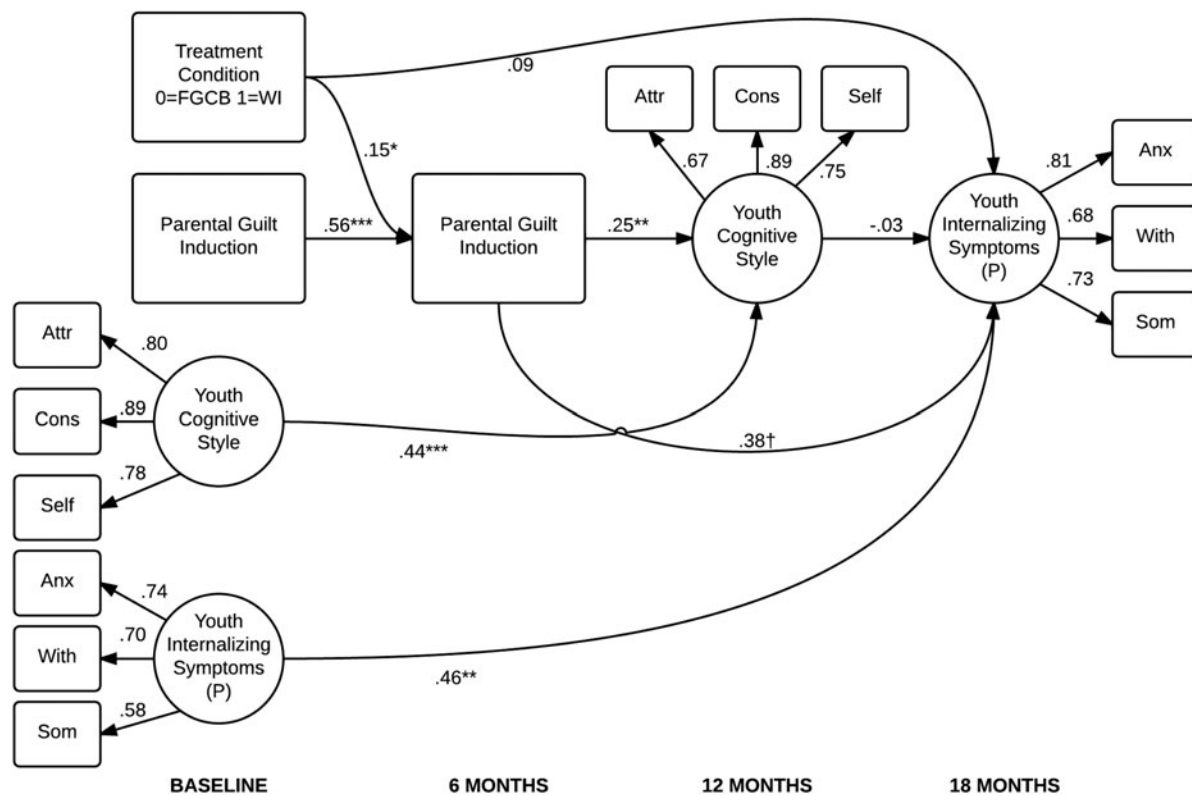 Treatment
Condition
0=FGCB 1=WI
.09
Attr
Cons
Self
.15*
.67
.89
.75
Anx
.81
Parental Guilt
Induction
.56***
Parental Guilt
Induction
.25**
Youth
Cognitive
Style
-.03
Youth
Internalizing
Symptoms
(P)
.68
With
.73
Som
Attr
.80
Cons
.89
Youth
Cognitive
Style
.44***
.38†
Self
.78
Anx
.74
With
.70
Youth
Internalizing
Symptoms
(P)
.46**
Som
.58
BASELINE
6 MONTHS
12 MONTHS
18 MONTHS